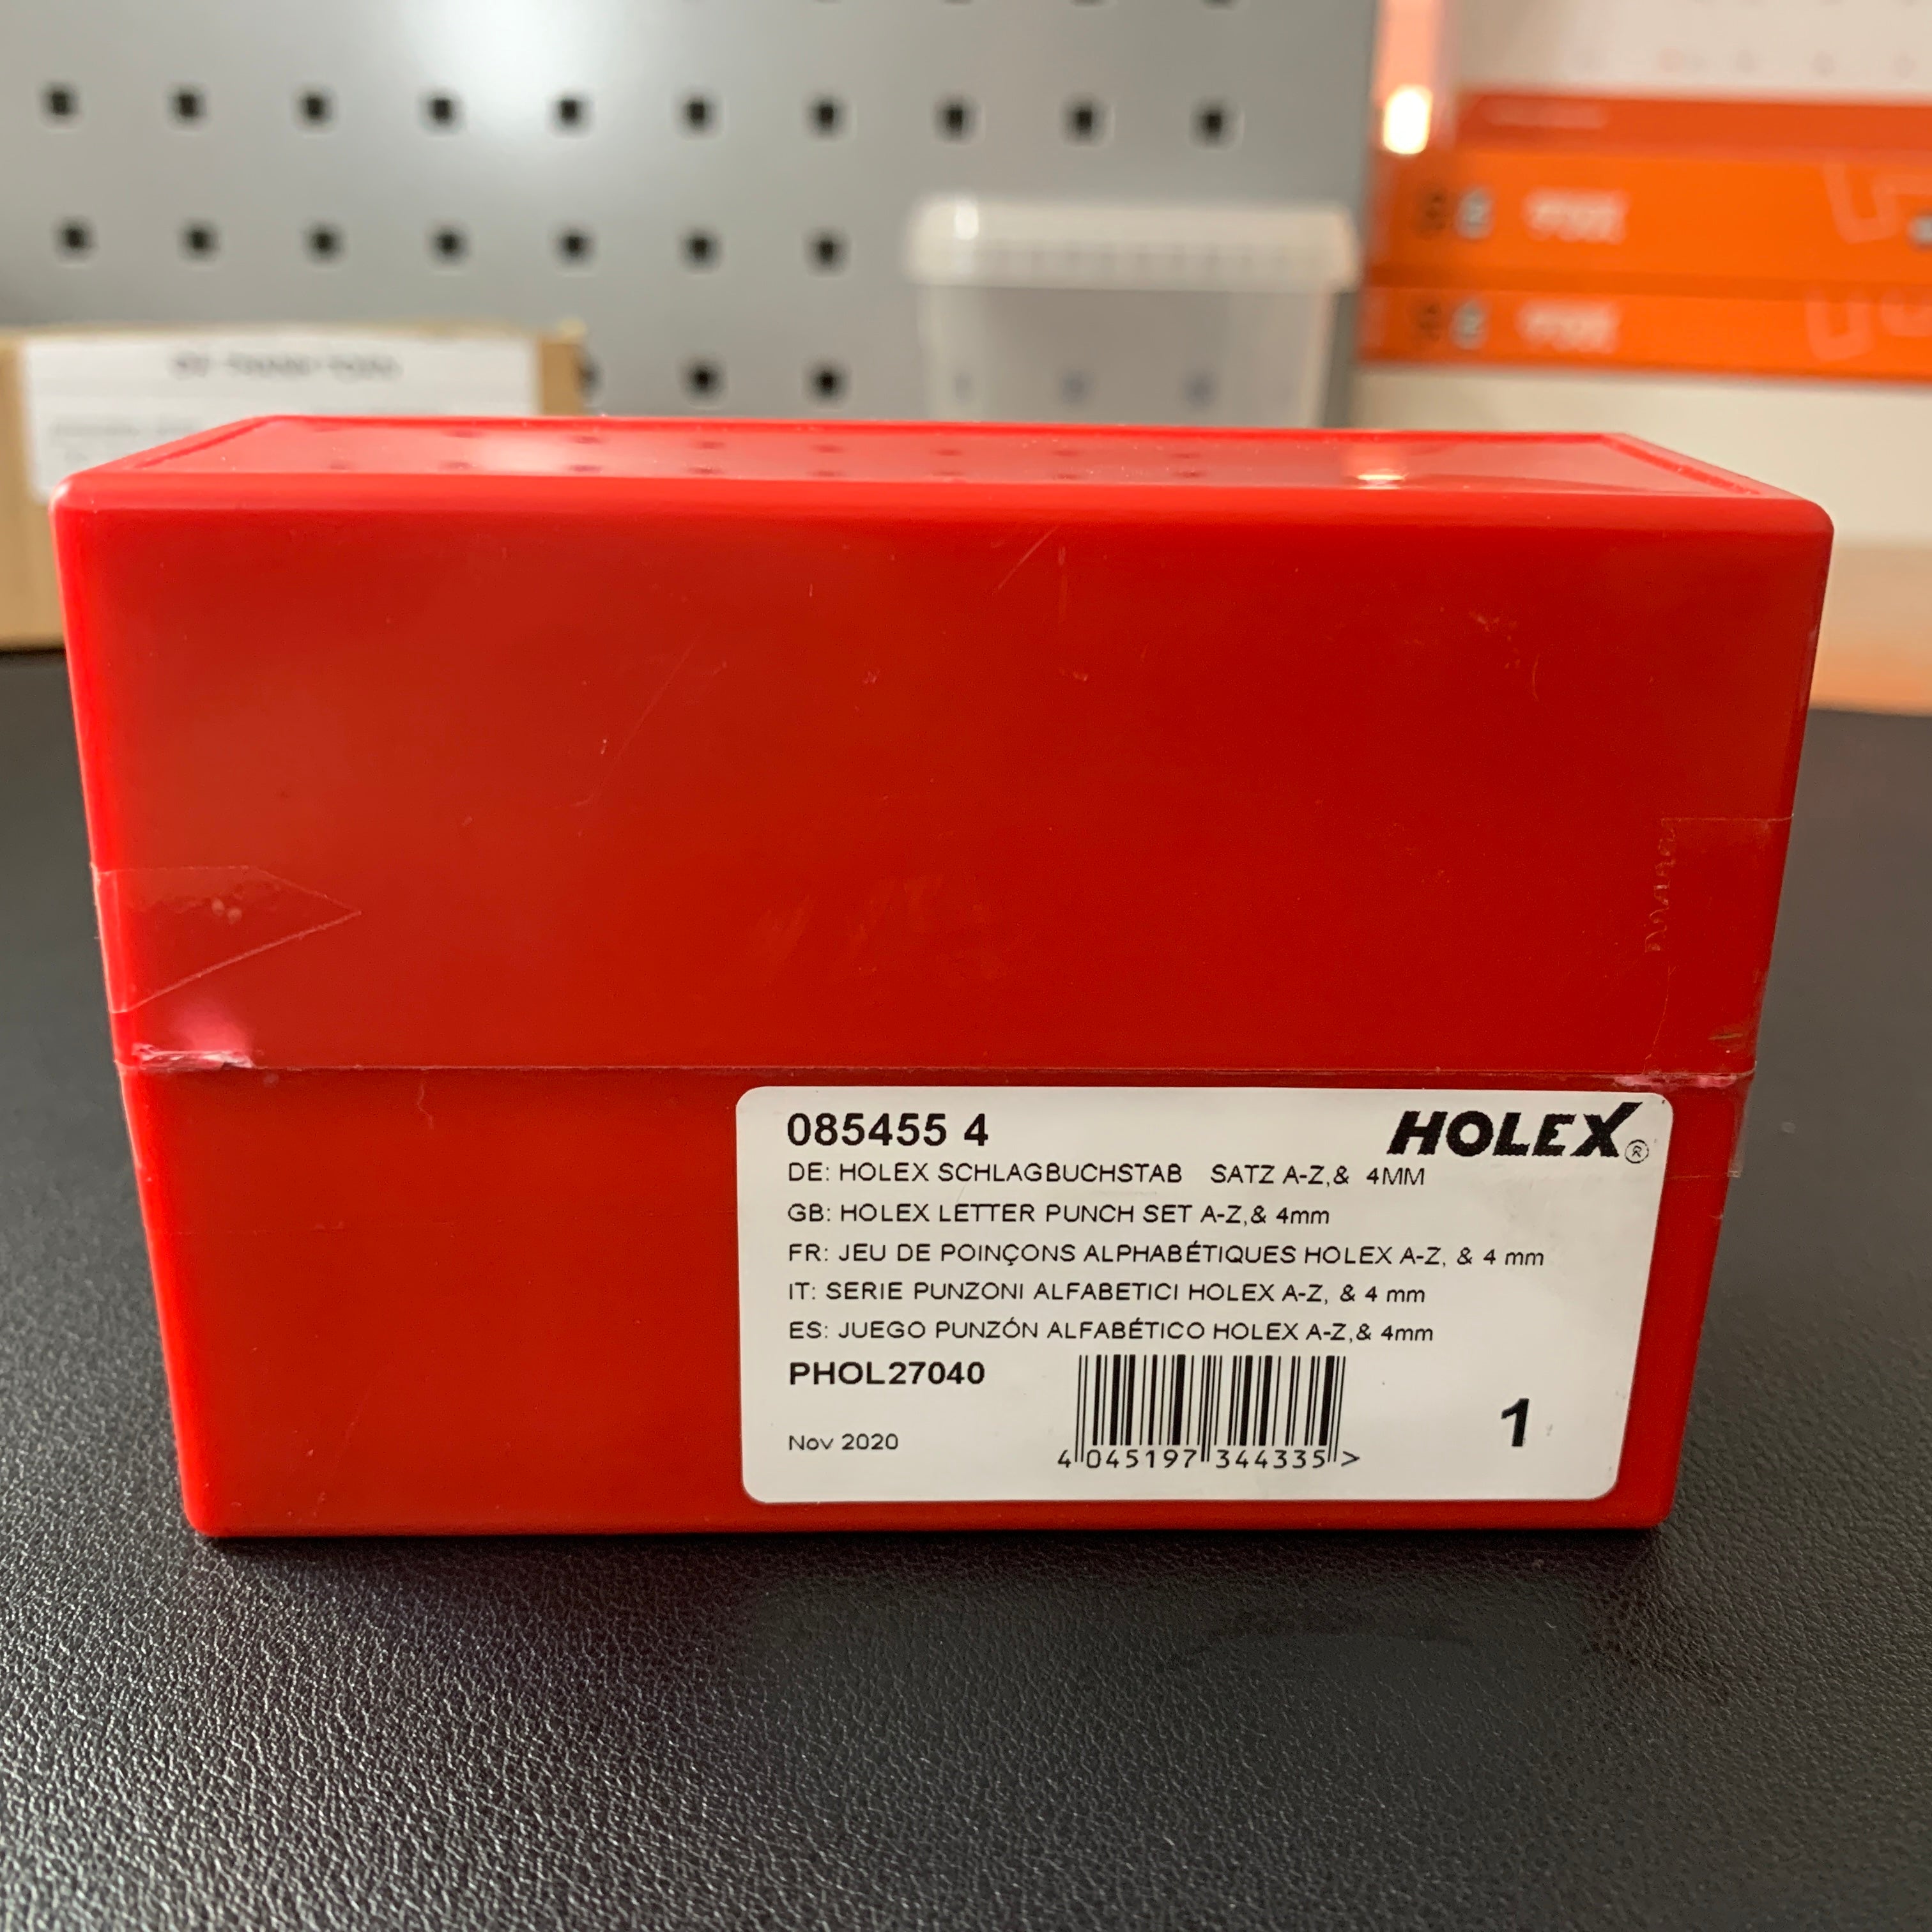 085455 4
HOLEX®
DE: HOLEX SCHLAGBUCHSTAB SATZ A-Z,& 4MM
GB: HOLEX LETTER PUNCH SET A-Z,& 4mm
FR: JEU DE POINÇONS ALPHABÉTIQUES HOLEX A-Z, & 4 mm
IT: SERIE PUNZONI ALFABETICI HOLEX A-Z, & 4 mm
ES: JUEGO PUNZÓN ALFABÉTICO HOLEX A-Z,& 4mm
PHOL27040
Nov 2020
4 045197 344335 >
1